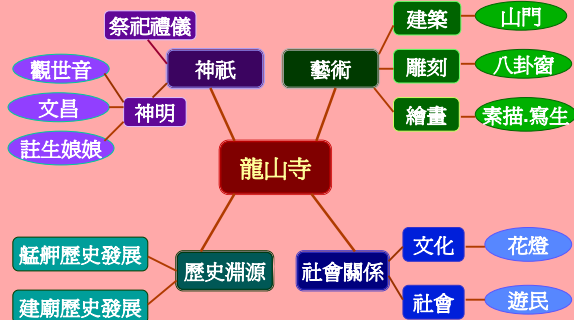 祭祀禮儀
建築
山門
觀世音
神祇
藝術
雕刻
八卦窗
文昌
神明
繪畫
素描.寫生
註生娘娘
龍山寺
艋舺歷史發展
歷史淵源
社會關係
文化
花燈
建廟歷史發展
社會
遊民